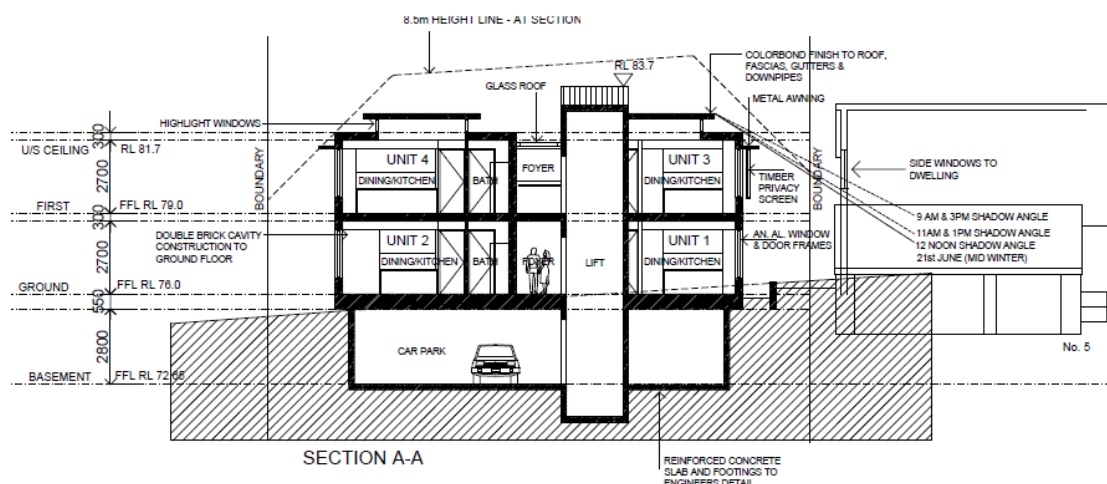 8.5m HEIGHT LINE - AT SECTION
RL 83.7
COLORBOND FINISH TO ROOF,
FASCIAS, GUTTERS &
DOWNPIPES
GLASS ROOF
METAL AWNING
HIGHLIGHT WINDOWS
300
U/S CEILING
RL 81.7
BOUNDARY
UNIT 4
FOYER
UNIT 3
BOUNDARY
SIDE WINDOWS TO
DWELLING
2700
DINING/KITCHEN
BATH
DINING/KITCHEN
TIMBER
PRIVACY
SCREEN
FIRST
FFL RL 79.0
300
9 AM & 3PM SHADOW ANGLE
DOUBLE BRICK CAVITY
CONSTRUCTION TO
GROUND FLOOR
UNIT 2
UNIT 1
AN. AL. WINDOW
& DOOR FRAMES
11AM & 1PM SHADOW ANGLE
12 NOON SHADOW ANGLE
21st JUNE (MID WINTER)
2700
DINING/KITCHEN
BATH
FOYER
LIFT
DINING/KITCHEN
GROUND
FFL RL 76.0
550
2800
CAR PARK
No. 5
BASEMENT
FFL RL 72.65
SECTION A-A
REINFORCED CONCRETE
SLAB AND FOOTINGS TO
ENGINEERS DETAIL